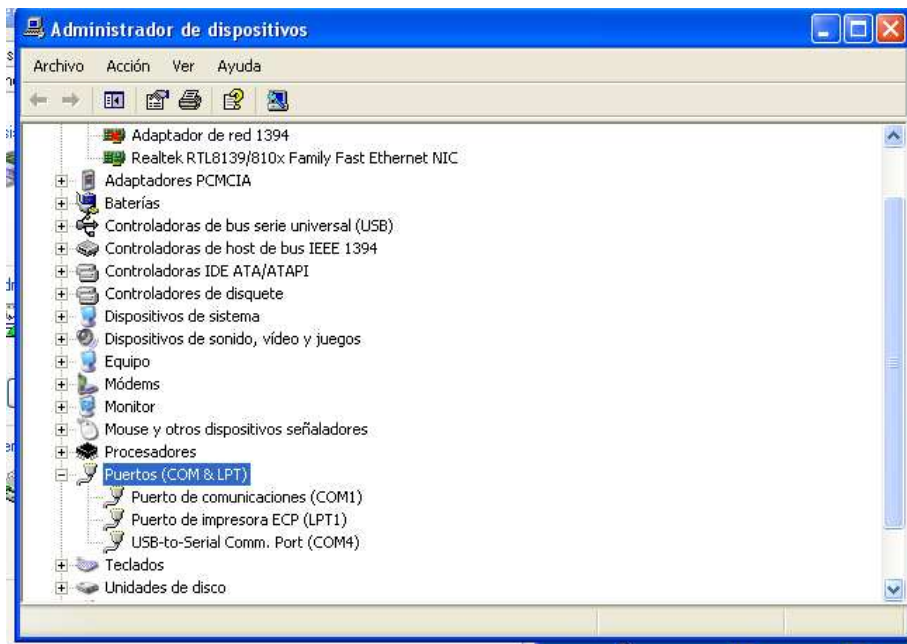 Administrador de dispositivos
Archivo Acción Ver Ayuda
Adaptador de red 1394
Realtek RTL8139/810x Family Fast Ethernet NIC
Adaptadores PCMCIA
Baterías
Controladoras de bus serie universal (USB)
Controladoras de host de bus IEEE 1394
Controladoras IDE ATA/ATAPI
Controladores de disquete
Dispositivos de sistema
Dispositivos de sonido, vídeo y juegos
Equipo
Módems
Monitor
Mouse y otros dispositivos señaladores
Procesadores
Puertos (COM & LPT)
Puerto de comunicaciones (COM1)
Puerto de impresora ECP (LPT1)
USB-to-Serial Comm. Port (COM4)
Teclados
Unidades de disco